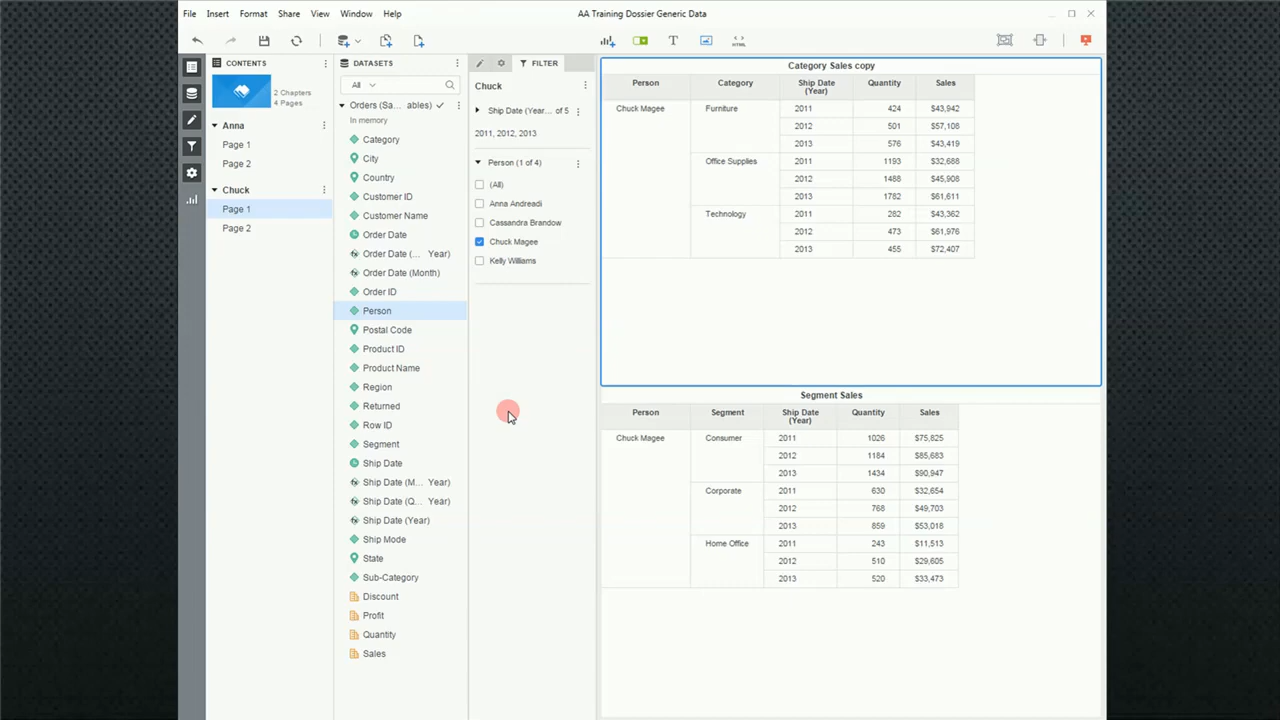 File Insert Format Share View Window Help
AA Training Dossier Generic Data
T
HTML
CONTENTS
2 Chapters
4 Pages
Anna
Page 1
Page 2
Chuck
Page 1
Page 2
DATASETS
All
Orders (Sa... ables)
In memory
Category
City
Country
Customer ID
Customer Name
Order Date
Order Date (... Year)
Order Date (Month)
Order ID
Person
Postal Code
Product ID
Product Name
Region
Returned
Row ID
Segment
Ship Date
Ship Date (M... Year)
Ship Date (Q... Year)
Ship Date (Year)
Ship Mode
State
Sub-Category
Discount
Profit
Quantity
Sales
FILTER
Chuck
Ship Date (Year... of 5
2011, 2012, 2013
Person (1 of 4)
(All)
Anna Andreadi
Cassandra Brandow
Chuck Magee
Kelly Williams
Category Sales copy
Person Category Ship Date (Year) Quantity Sales
Chuck Magee Furniture 2011 424 $43,942
2012 501 $57,108
2013 576 $43,419
Office Supplies 2011 1193 $32,688
2012 1488 $45,908
2013 1782 $61,611
Technology 2011 282 $43,362
2012 473 $61,976
2013 455 $72,407
Segment Sales
Person Segment Ship Date (Year) Quantity Sales
Chuck Magee Consumer 2011 1026 $75,825
2012 1184 $85,683
2013 1434 $90,947
Corporate 2011 630 $32,654
2012 768 $49,703
2013 859 $53,018
Home Office 2011 243 $11,513
2012 510 $29,605
2013 520 $33,473